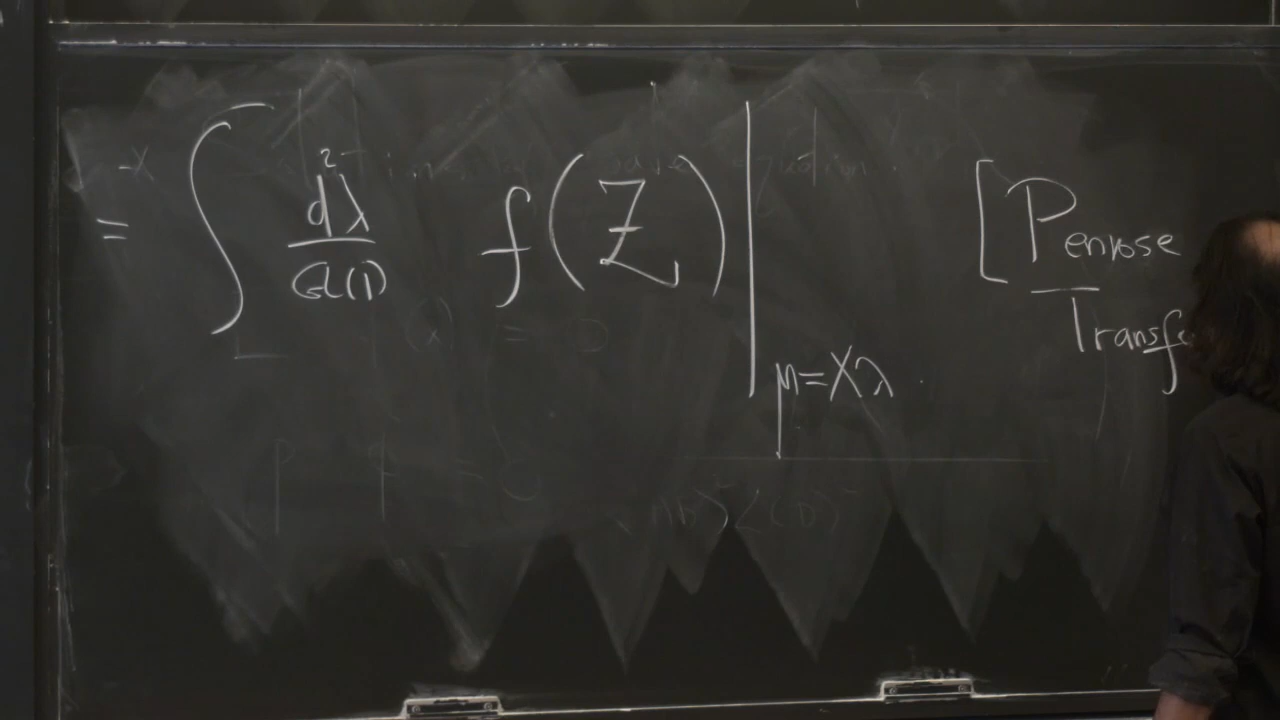 = ∫ d²λ / GL(1) f(Z) | μ=Xλ
[Penrose
Transf